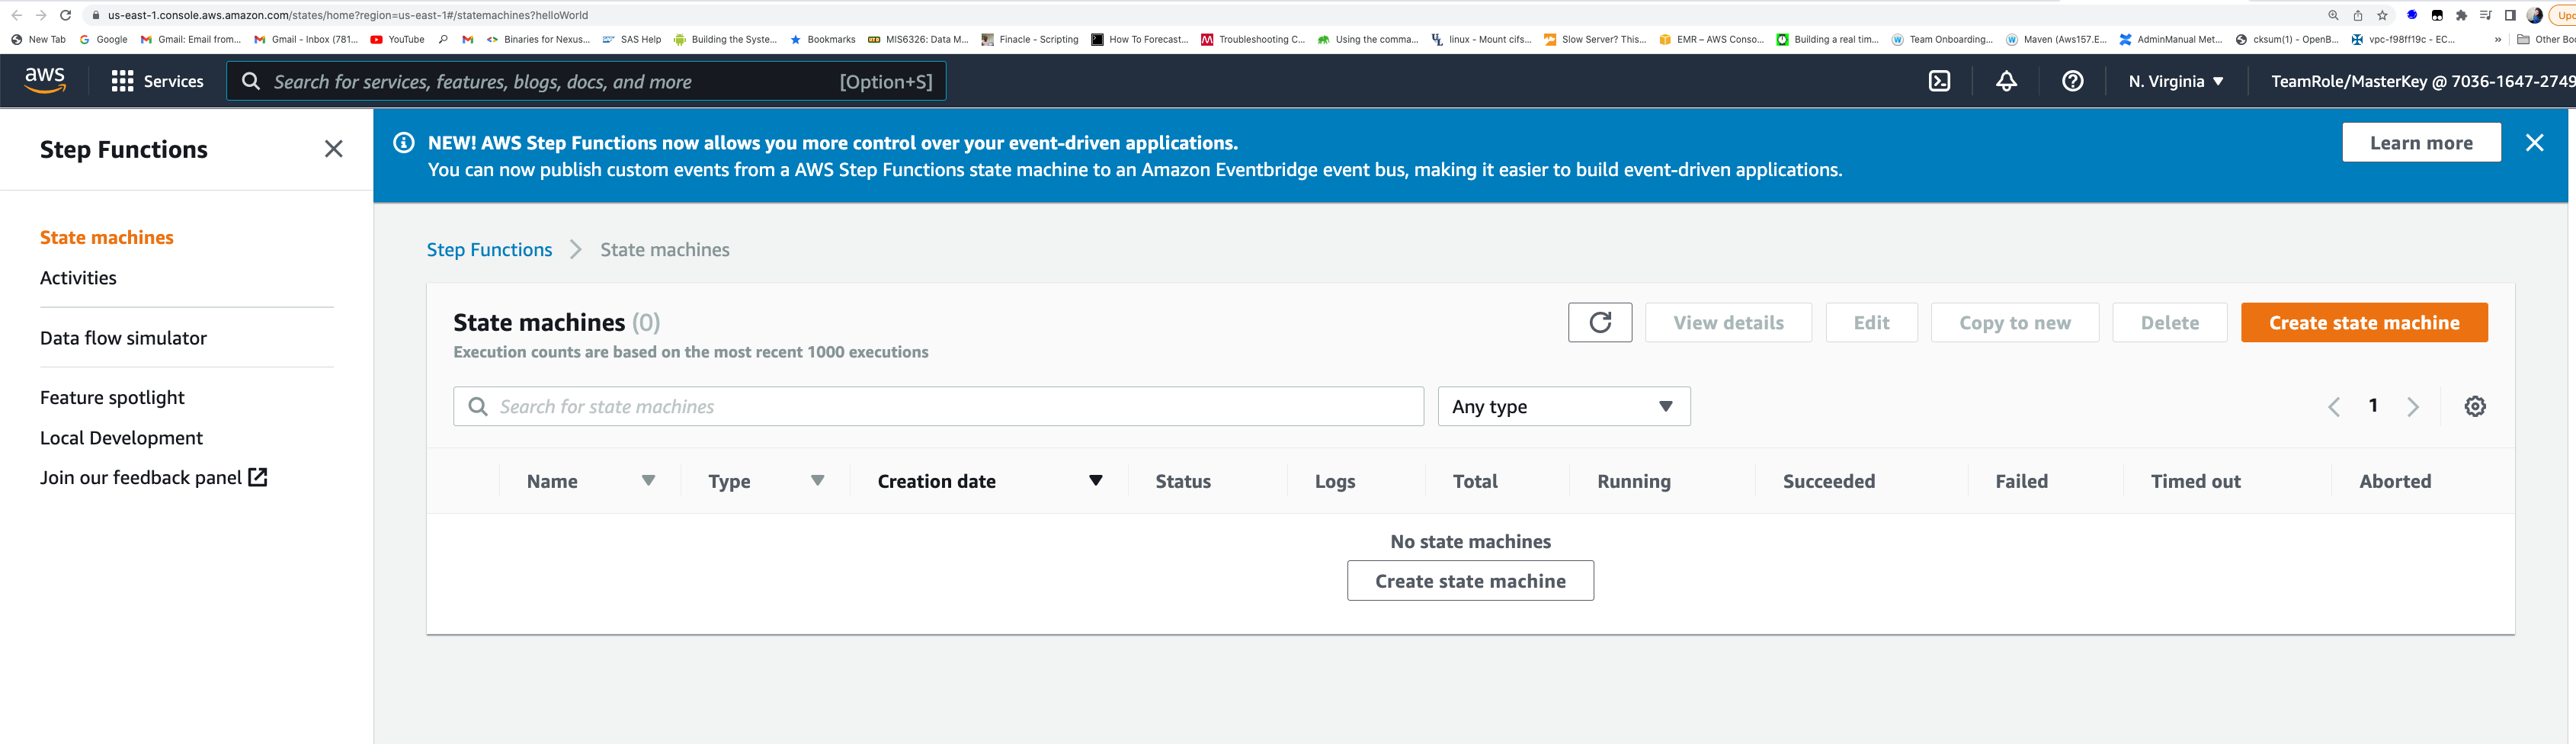 us-east-1.console.aws.amazon.com/states/home?region=us-east-1#/statemachines?helloWorld
New Tab Google Gmail: Email from... Gmail - Inbox (781... YouTube Binaries for Nexus... SAS Help Building the Syste... Bookmarks MIS6326: Data M... Finacle - Scripting How To Forecast... Troubleshooting C... Using the comma... linux - Mount cifs... Slow Server? This... EMR – AWS Conso... Building a real tim... Team Onboarding... Maven (Aws157.E... AdminManual Met... cksum(1) - OpenB... vpc-f98ff19c - EC... » Other Boo
aws Services Search for services, features, blogs, docs, and more [Option+S] N. Virginia TeamRole/MasterKey @ 7036-1647-2749
Step Functions
State machines
Activities
Data flow simulator
Feature spotlight
Local Development
Join our feedback panel
NEW! AWS Step Functions now allows you more control over your event-driven applications.
You can now publish custom events from a AWS Step Functions state machine to an Amazon Eventbridge event bus, making it easier to build event-driven applications.
Learn more
Step Functions State machines
State machines (0)
Execution counts are based on the most recent 1000 executions
View details Edit Copy to new Delete Create state machine
Search for state machines Any type 1
Name Type Creation date Status Logs Total Running Succeeded Failed Timed out Aborted
No state machines
Create state machine